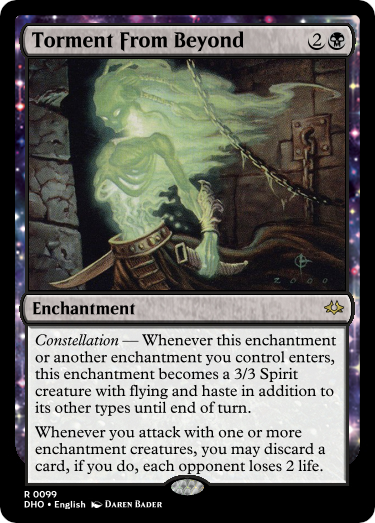 Torment From Beyond 2
2000
Enchantment
Constellation — Whenever this enchantment
or another enchantment you control enters,
this enchantment becomes a 3/3 Spirit
creature with flying and haste in addition to
its other types until end of turn.
Whenever you attack with one or more
enchantment creatures, you may discard a
card, if you do, each opponent loses 2 life.
R 0099
DHO • English DAREN BADER